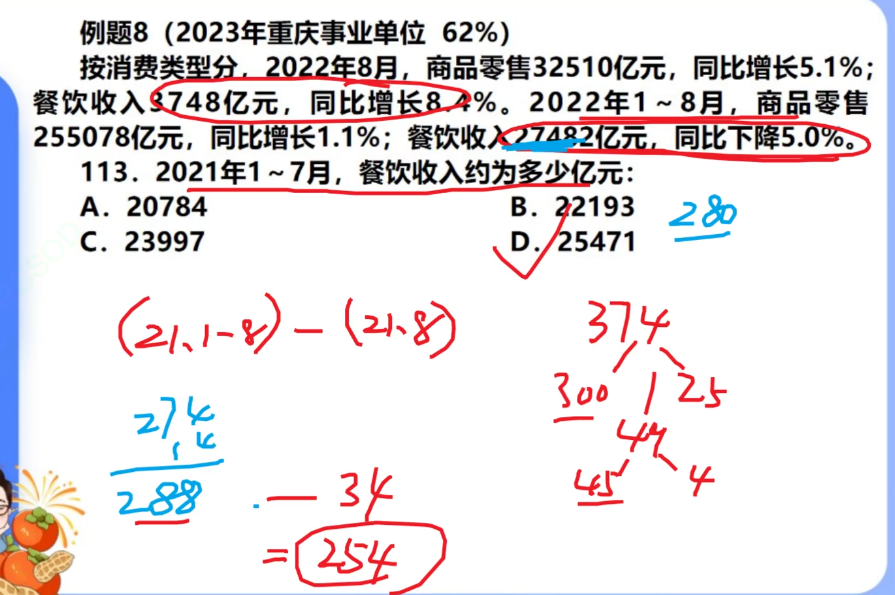 例题8（2023年重庆事业单位 62%）
按消费类型分，2022年8月，商品零售32510亿元，同比增长5.1%；
餐饮收入3748亿元，同比增长8.4%。2022年1～8月，商品零售
255078亿元，同比增长1.1%；餐饮收入27482亿元，同比下降5.0%。
113．2021年1～7月，餐饮收入约为多少亿元：
A．20784 B．22193
C．23997 D．25471
280
(21.1-8) — (21.8)
374
300 25
49
45 4
274
14
288 — 34
= 254